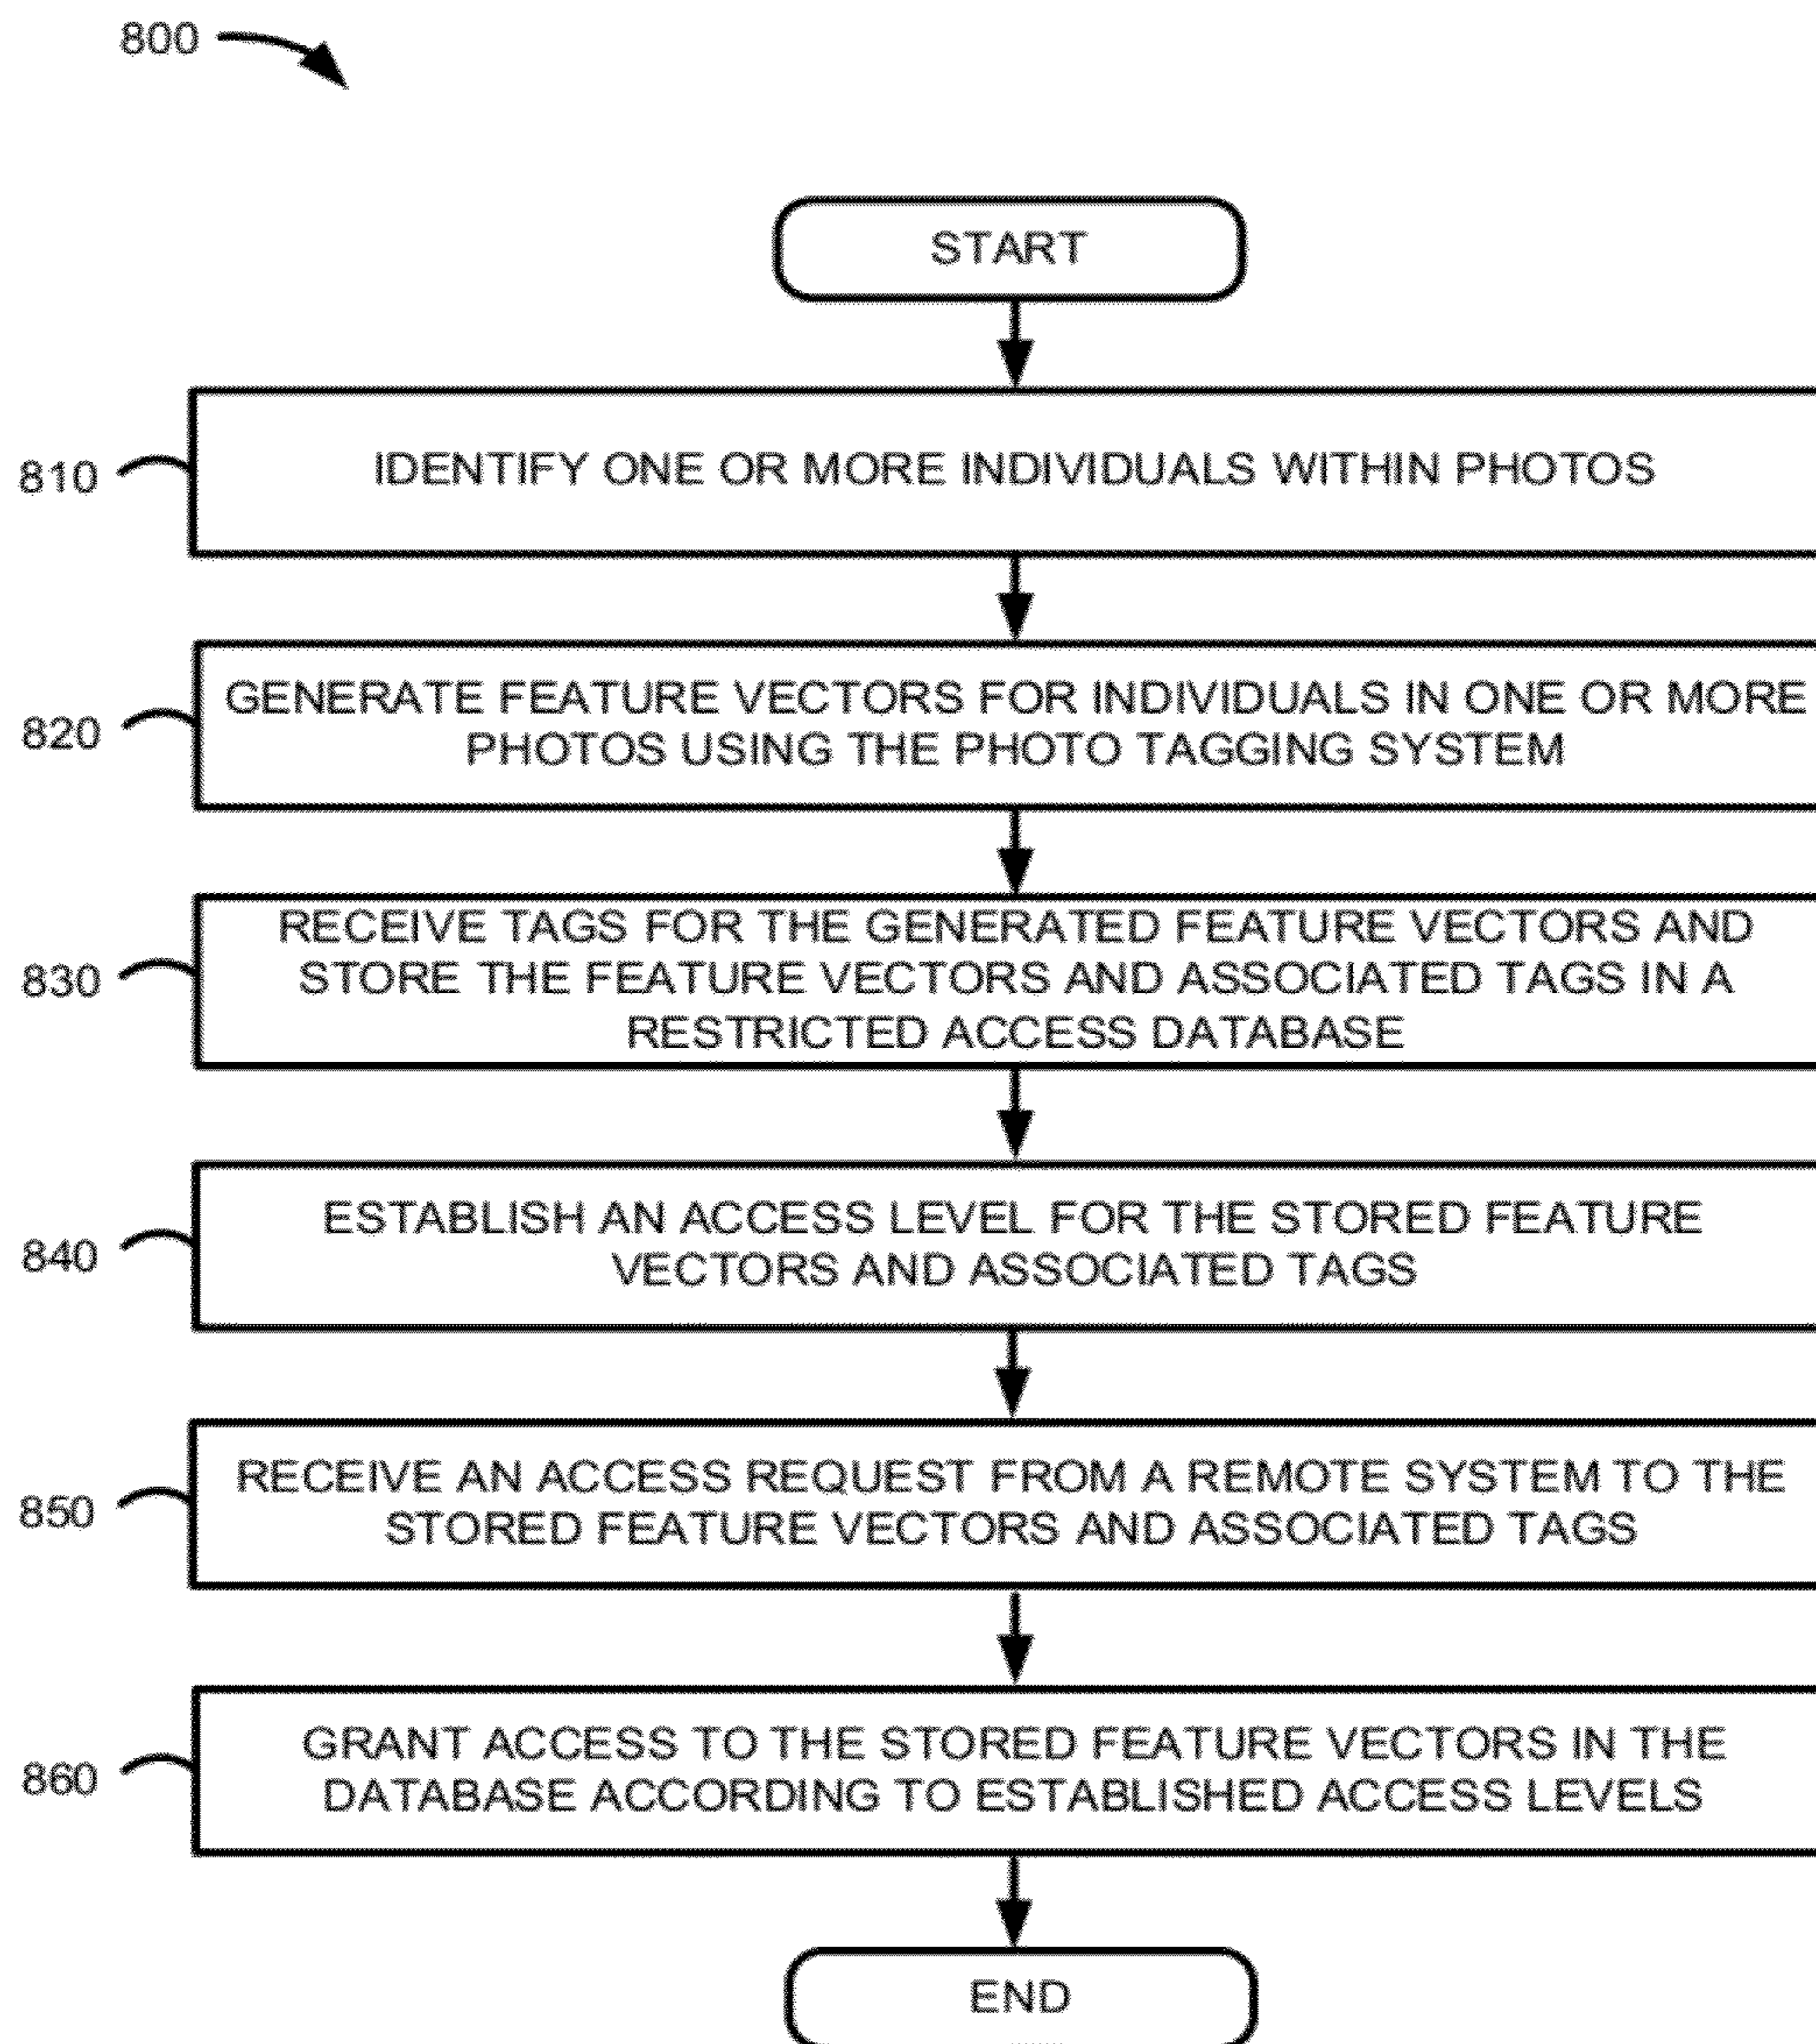 800
START
810
IDENTIFY ONE OR MORE INDIVIDUALS WITHIN PHOTOS
820
GENERATE FEATURE VECTORS FOR INDIVIDUALS IN ONE OR MORE
PHOTOS USING THE PHOTO TAGGING SYSTEM
830
RECEIVE TAGS FOR THE GENERATED FEATURE VECTORS AND
STORE THE FEATURE VECTORS AND ASSOCIATED TAGS IN A
RESTRICTED ACCESS DATABASE
840
ESTABLISH AN ACCESS LEVEL FOR THE STORED FEATURE
VECTORS AND ASSOCIATED TAGS
850
RECEIVE AN ACCESS REQUEST FROM A REMOTE SYSTEM TO THE
STORED FEATURE VECTORS AND ASSOCIATED TAGS
860
GRANT ACCESS TO THE STORED FEATURE VECTORS IN THE
DATABASE ACCORDING TO ESTABLISHED ACCESS LEVELS
END